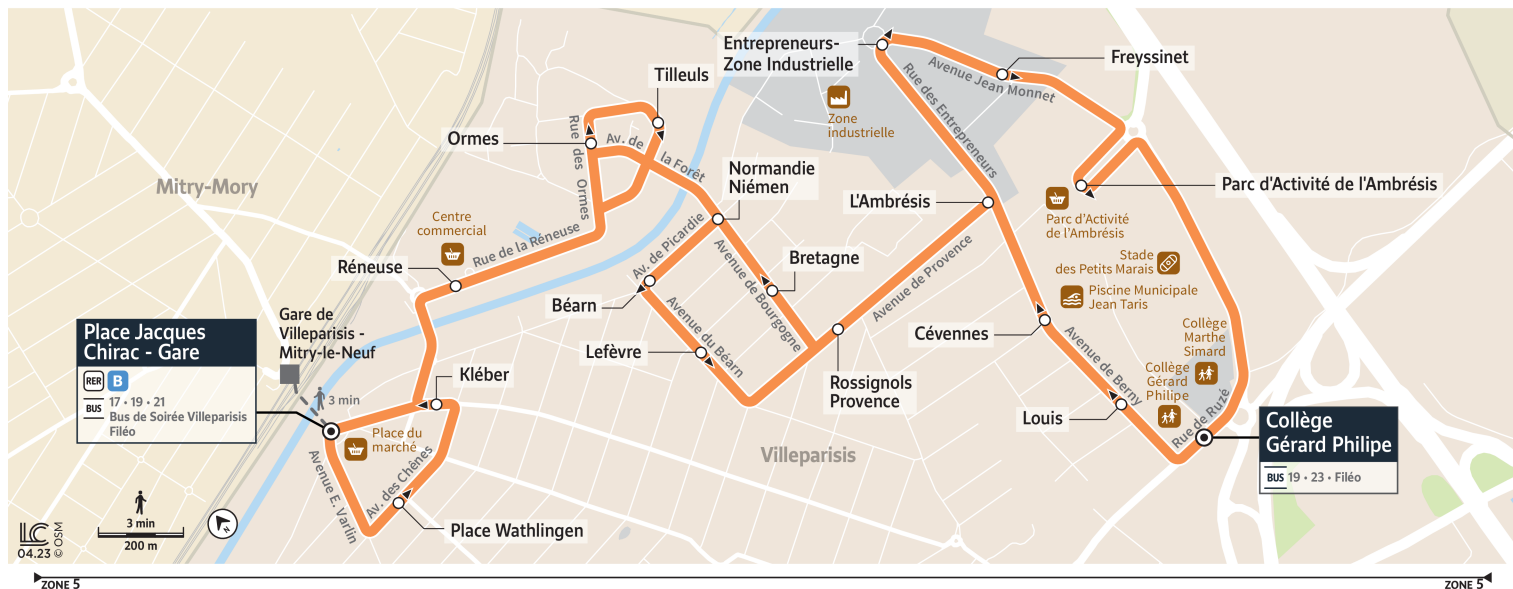 Entrepreneurs-
Zone Industrielle
Freyssinet
Avenue Jean Monnet
Tilleuls
Zone
industrielle
Rue des Entrepreneurs
Ormes
Rue des Ormes
Av. de la Forêt
Normandie
Niémen
Mitry-Mory
Parc d'Activité de l'Ambrésis
L'Ambrésis
Parc d'Activité
de l'Ambrésis
Centre
commercial
Rue de la Réneuse
Av. de Picardie
Avenue de Bourgogne
Bretagne
Avenue de Provence
Stade
des Petits Marais
Réneuse
Piscine Municipale
Jean Taris
Béarn
Gare de
Villeparisis -
Mitry-le-Neuf
Avenue du Béarn
Cévennes
Collège
Marthe
Simard
Place Jacques
Chirac - Gare
RER B
BUS
17 • 19 • 21
Bus de Soirée Villeparisis
Filéo
Lefèvre
Avenue de Berny
Collège
Gérard
Philipe
Kléber
3 min
Rossignols
Provence
Louis
Rue de Ruzé
Collège
Gérard Philipe
BUS 19 • 23 • Filéo
Place du
marché
Villeparisis
Avenue E. Varlin
Av. des Chênes
Place Wathlingen
3 min
200 m
N
LC
04.23
© OSM
ZONE 5
ZONE 5